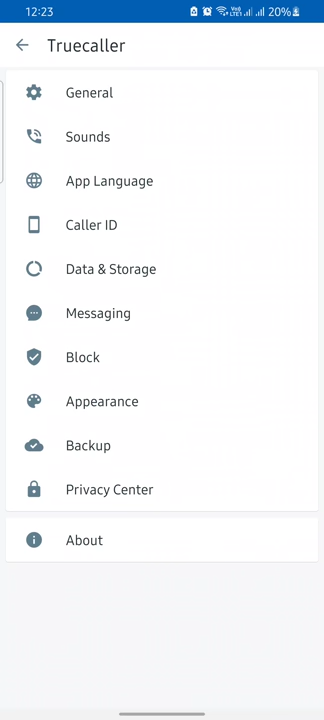 12:23
20%
Truecaller
General
Sounds
App Language
Caller ID
Data & Storage
Messaging
Block
Appearance
Backup
Privacy Center
About